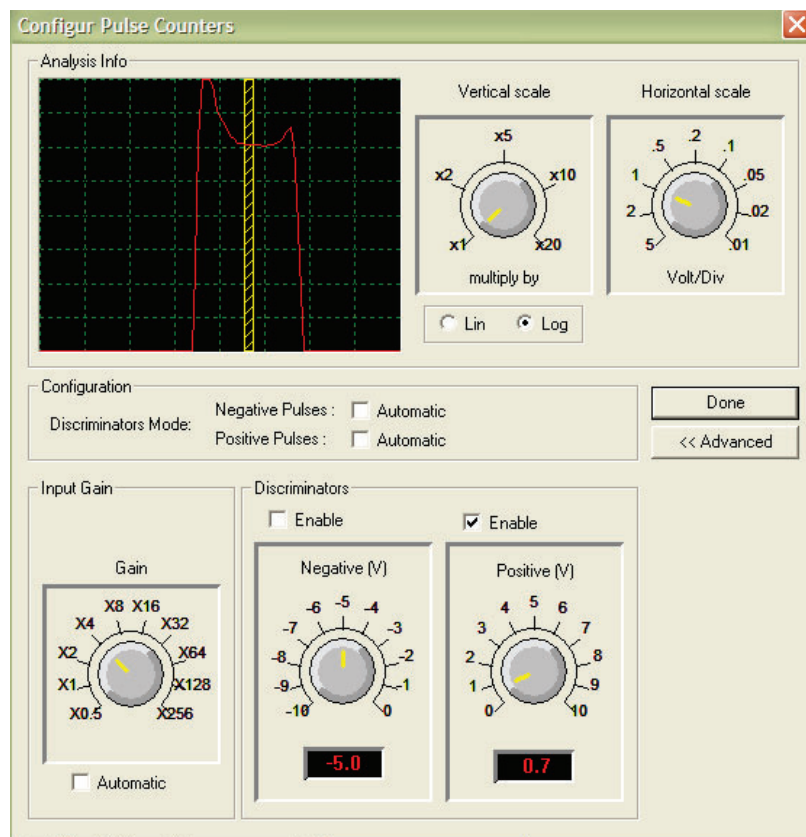 Configur Pulse Counters
Analysis Info
Vertical scale
x1
x2
x5
x10
x20
multiply by
Lin
Log
Horizontal scale
5
2
1
.5
.2
.1
.05
.02
.01
Volt/Div
Configuration
Discriminators Mode:
Negative Pulses : Automatic
Positive Pulses : Automatic
Done
<< Advanced
Input Gain
Gain
X0.5
X1
X2
X4
X8
X16
X32
X64
X128
X256
Automatic
Discriminators
Enable
Negative (V)
-10
-9
-8
-7
-6
-5
-4
-3
-2
-1
0
-5.0
Enable
Positive (V)
0
1
2
3
4
5
6
7
8
9
10
0.7